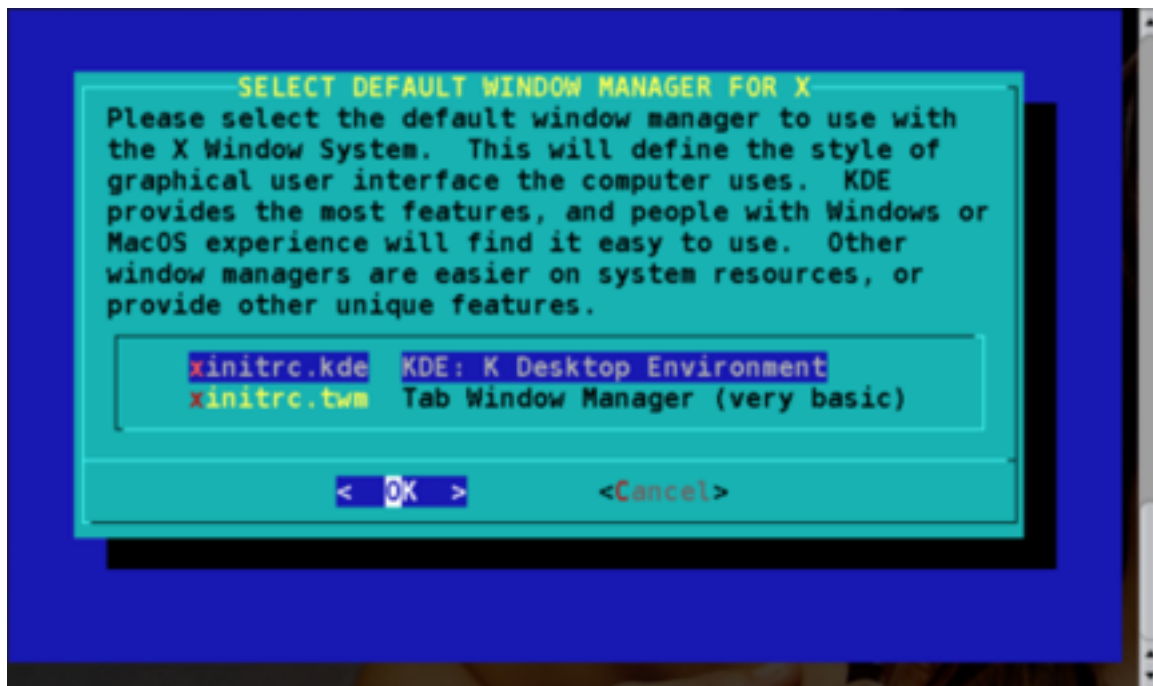 SELECT DEFAULT WINDOW MANAGER FOR X
Please select the default window manager to use with
the X Window System.  This will define the style of
graphical user interface the computer uses.  KDE
provides the most features, and people with Windows or
MacOS experience will find it easy to use.  Other
window managers are easier on system resources, or
provide other unique features.
xinitrc.kde  KDE: K Desktop Environment
xinitrc.twm  Tab Window Manager (very basic)
<  OK  >  <Cancel>